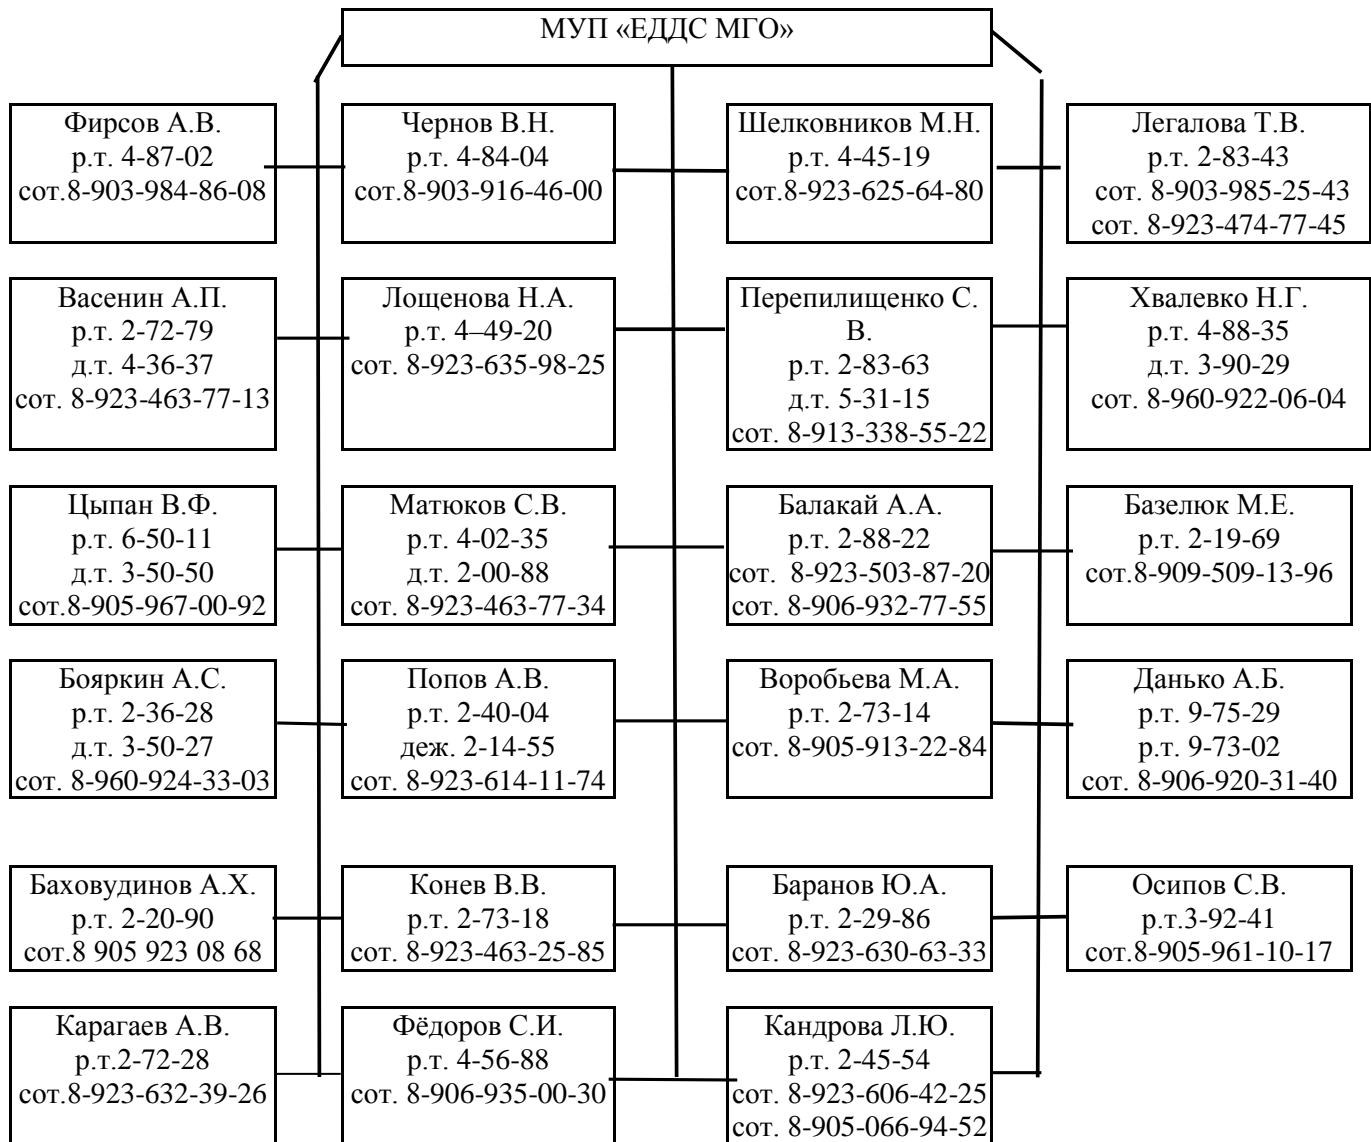 МУП «ЕДДС МГО»
Фирсов А.В.
р.т. 4-87-02
сот.8-903-984-86-08
Чернов В.Н.
р.т. 4-84-04
сот.8-903-916-46-00
Шелковников М.Н.
р.т. 4-45-19
сот.8-923-625-64-80
Легалова Т.В.
р.т. 2-83-43
сот. 8-903-985-25-43
сот. 8-923-474-77-45
Васенин А.П.
р.т. 2-72-79
д.т. 4-36-37
сот. 8-923-463-77-13
Лощенова Н.А.
р.т. 4–49-20
сот. 8-923-635-98-25
Перепилищенко С.
В.
р.т. 2-83-63
д.т. 5-31-15
сот. 8-913-338-55-22
Хвалевко Н.Г.
р.т. 4-88-35
д.т. 3-90-29
сот. 8-960-922-06-04
Цыпан В.Ф.
р.т. 6-50-11
д.т. 3-50-50
сот.8-905-967-00-92
Матюков С.В.
р.т. 4-02-35
д.т. 2-00-88
сот. 8-923-463-77-34
Балакай А.А.
р.т. 2-88-22
сот. 8-923-503-87-20
сот. 8-906-932-77-55
Базелюк М.Е.
р.т. 2-19-69
сот.8-909-509-13-96
Бояркин А.С.
р.т. 2-36-28
д.т. 3-50-27
сот. 8-960-924-33-03
Попов А.В.
р.т. 2-40-04
деж. 2-14-55
сот. 8-923-614-11-74
Воробьева М.А.
р.т. 2-73-14
сот. 8-905-913-22-84
Данько А.Б.
р.т. 9-75-29
р.т. 9-73-02
сот. 8-906-920-31-40
Баховудинов А.Х.
р.т. 2-20-90
сот.8 905 923 08 68
Конев В.В.
р.т. 2-73-18
сот. 8-923-463-25-85
Баранов Ю.А.
р.т. 2-29-86
сот. 8-923-630-63-33
Осипов С.В.
р.т.3-92-41
сот.8-905-961-10-17
Карагаев А.В.
р.т.2-72-28
сот.8-923-632-39-26
Фёдоров С.И.
р.т. 4-56-88
сот. 8-906-935-00-30
Кандрова Л.Ю.
р.т. 2-45-54
сот. 8-923-606-42-25
сот. 8-905-066-94-52